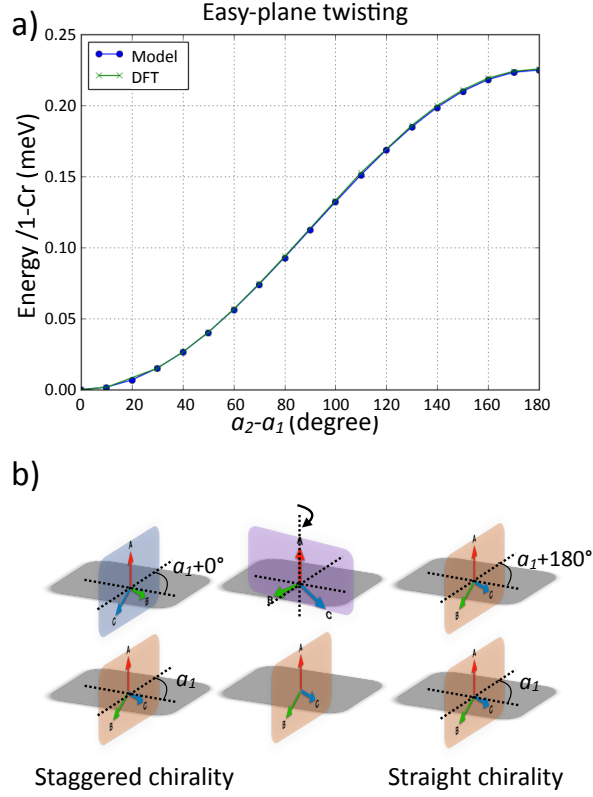 a)
Easy-plane twisting
Energy /1-Cr (meV)
0.25
0.20
0.15
0.10
0.05
0.00
Model
DFT
0 20 40 60 80 100 120 140 160 180
a₂-a₁ (degree)
b)
A
B
C
a₁+0°
A
B
C
A
B
C
a₁+180°
A
B
C
a₁
A
B
C
A
B
C
a₁
Staggered chirality
Straight chirality